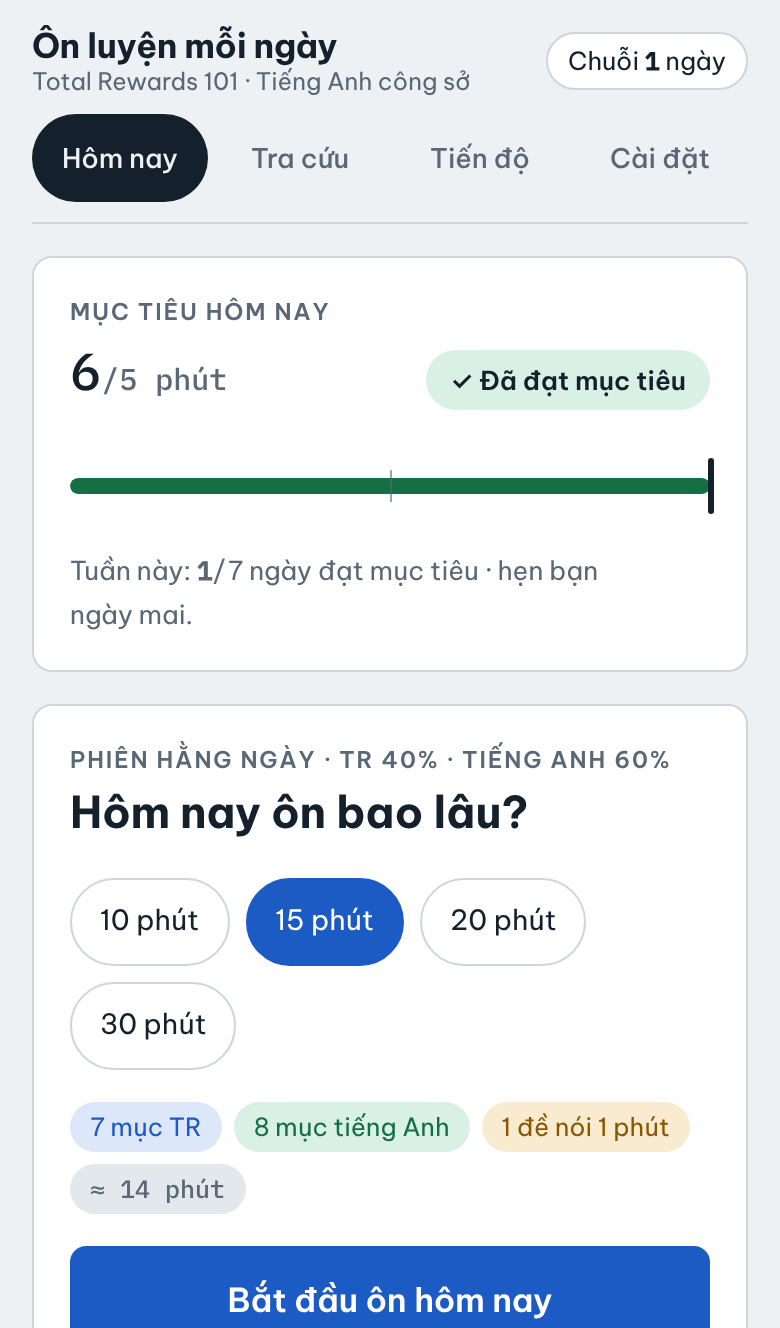 Ôn luyện mỗi ngày
Total Rewards 101 · Tiếng Anh công sở
Chuỗi 1 ngày
Hôm nay
Tra cứu
Tiến độ
Cài đặt
MỤC TIÊU HÔM NAY
6/5 phút
✓ Đã đạt mục tiêu
Tuần này: 1/7 ngày đạt mục tiêu · hẹn bạn
ngày mai.
PHIÊN HẰNG NGÀY · TR 40% · TIẾNG ANH 60%
Hôm nay ôn bao lâu?
10 phút
15 phút
20 phút
30 phút
7 mục TR
8 mục tiếng Anh
1 đề nói 1 phút
≈ 14 phút
Bắt đầu ôn hôm nay